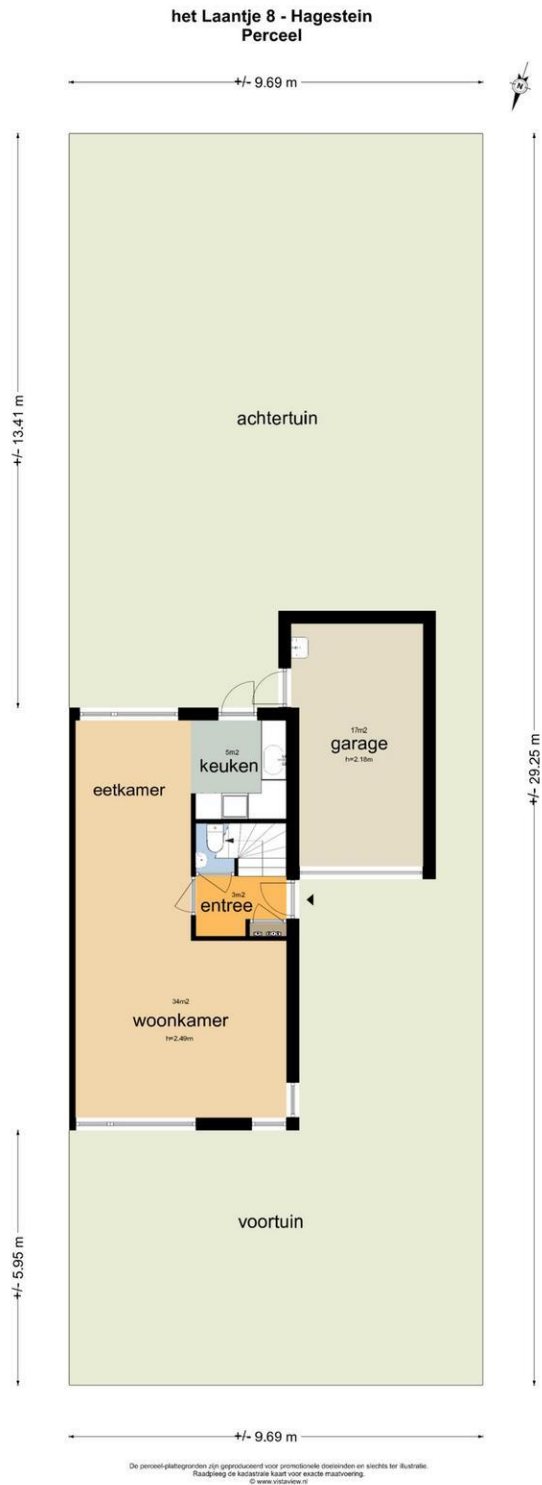 het Laantje 8 - Hagestein
Perceel
+/- 9.69 m
N
+/- 13.41 m
achtertuin
+/- 29.25 m
17m2
garage
h=2.18m
5m2
keuken
eetkamer
3m2
entree
34m2
woonkamer
h=2.49m
voortuin
+/- 5.95 m
+/- 9.69 m
De perceel-plattegronden zijn geproduceerd voor promotionele doeleinden en slechts ter illustratie.
Raadpleeg de kadastrale kaart voor exacte maatvoering.
© www.vistaview.nl